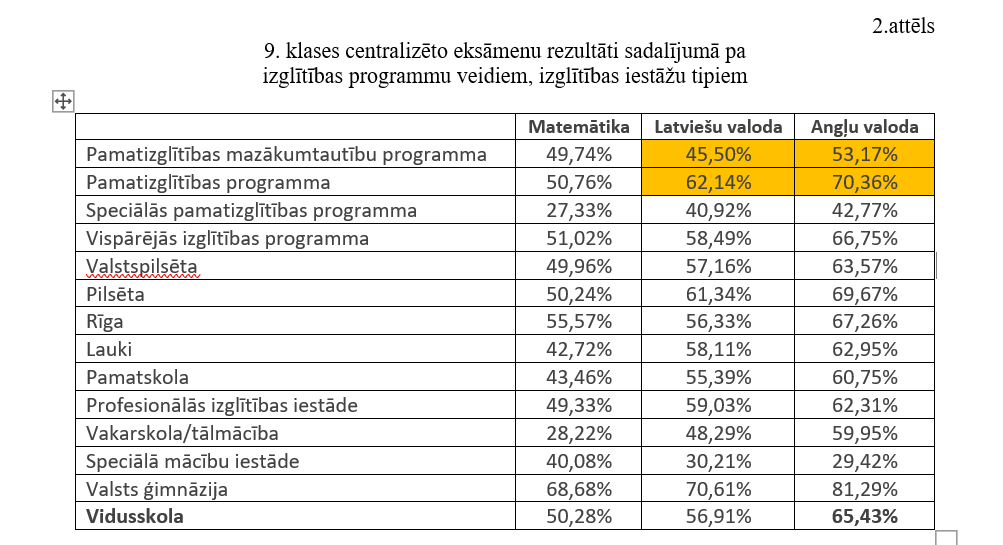 2.attēls
9. klases centralizēto eksāmenu rezultāti sadalījumā pa
izglītības programmu veidiem, izglītības iestāžu tipiem
Matemātika Latviešu valoda Angļu valoda
Pamatizglītības mazākumtautību programma 49,74% 45,50% 53,17%
Pamatizglītības programma 50,76% 62,14% 70,36%
Speciālās pamatizglītības programma 27,33% 40,92% 42,77%
Vispārējās izglītības programma 51,02% 58,49% 66,75%
Valstspilsēta 49,96% 57,16% 63,57%
Pilsēta 50,24% 61,34% 69,67%
Rīga 55,57% 56,33% 67,26%
Lauki 42,72% 58,11% 62,95%
Pamatskola 43,46% 55,39% 60,75%
Profesionālās izglītības iestāde 49,33% 59,03% 62,31%
Vakarskola/tālmācība 28,22% 48,29% 59,95%
Speciālā mācību iestāde 40,08% 30,21% 29,42%
Valsts ģimnāzija 68,68% 70,61% 81,29%
Vidusskola 50,28% 56,91% 65,43%